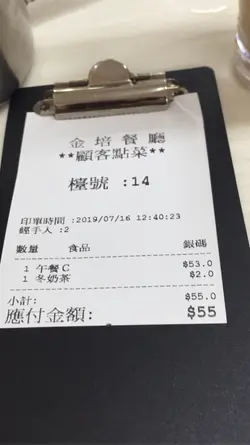 金培餐廳
**顧客點菜**
檯號 :14
印單時間 :2019/07/16 12:40:23
經手人 :2
數量 食品 銀碼
1 午餐C $53.0
1 冬奶茶 $2.0
小計: $55.0
應付金額: $55